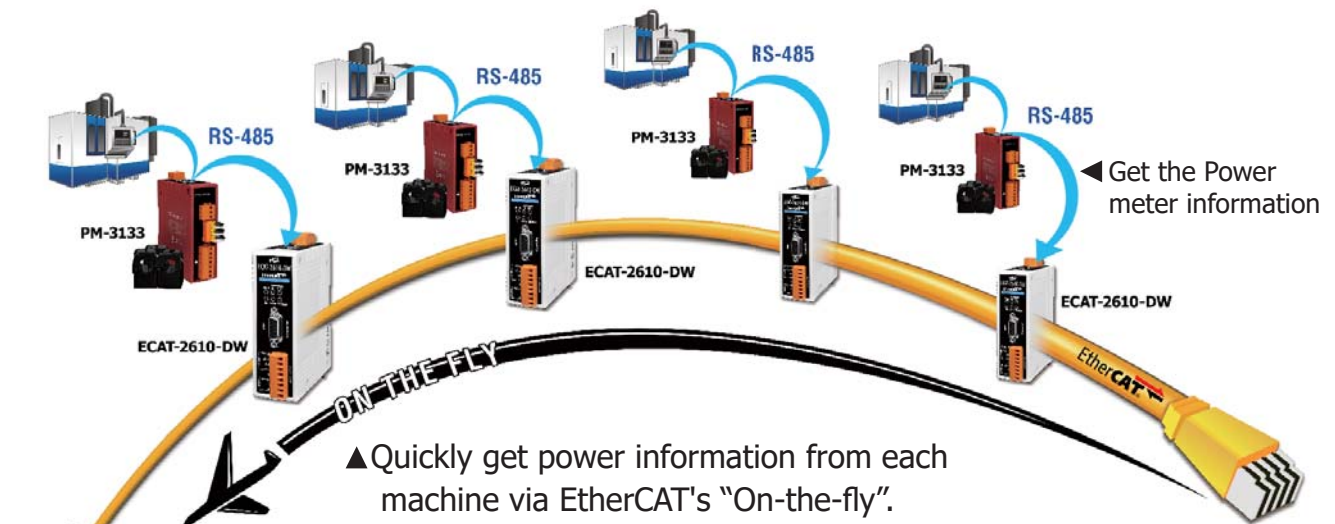 RS-485
PM-3133
ECAT-2610-DW
RS-485
PM-3133
ECAT-2610-DW
RS-485
PM-3133
RS-485
PM-3133
ECAT-2610-DW
◀ Get the Power
meter information
EtherCAT®
ON THE FLY
▲Quickly get power information from each
machine via EtherCAT's “On-the-fly”.